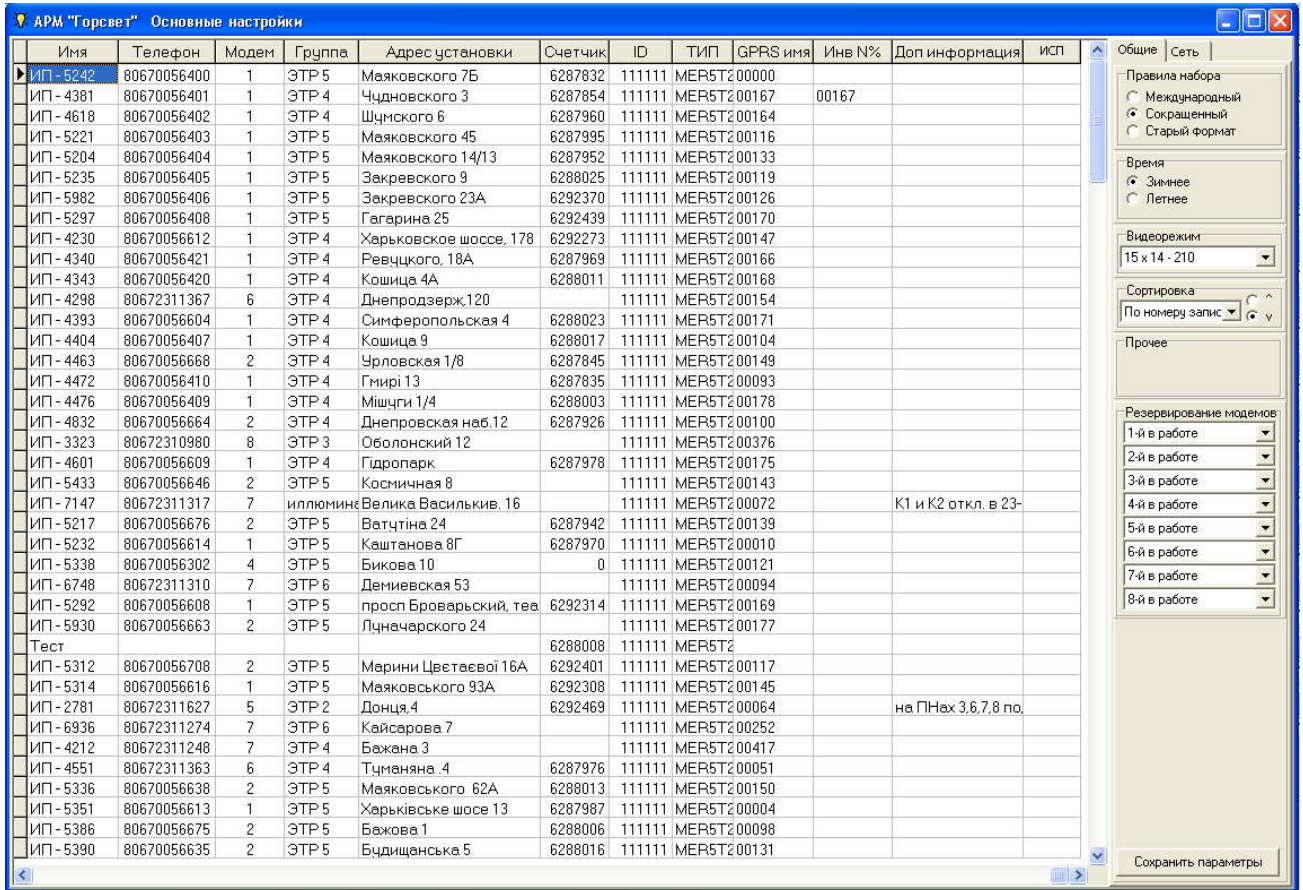 АРМ "Горсвет"   Основные настройки
Имя Телефон Модем Группа Адрес установки Счетчик ID ТИП GPRS имя Инв N% Доп информация ИСП
ИП - 5242 80670056400 1 ЭТР 5 Маяковского 7Б 6287832 111111 MER5T2 00000
ИП - 4381 80670056401 1 ЭТР 4 Чудновского 3 6287854 111111 MER5T2 00167 00167
ИП - 4618 80670056402 1 ЭТР 4 Шумского 6 6287960 111111 MER5T2 00164
ИП - 5221 80670056403 1 ЭТР 5 Маяковского 45 6287995 111111 MER5T2 00116
ИП - 5204 80670056404 1 ЭТР 5 Маяковского 14/13 6287952 111111 MER5T2 00133
ИП - 5235 80670056405 1 ЭТР 5 Закревского 9 6288025 111111 MER5T2 00119
ИП - 5982 80670056406 1 ЭТР 5 Закревского 23А 6292370 111111 MER5T2 00126
ИП - 5297 80670056408 1 ЭТР 5 Гагарина 25 6292439 111111 MER5T2 00170
ИП - 4230 80670056612 1 ЭТР 4 Харьковское шоссе, 178 6292273 111111 MER5T2 00147
ИП - 4340 80670056421 1 ЭТР 4 Ревуцкого, 18А 6287969 111111 MER5T2 00166
ИП - 4343 80670056420 1 ЭТР 4 Кошица 4А 6288011 111111 MER5T2 00168
ИП - 4298 80672311367 6 ЭТР 4 Днепродзерж,120 111111 MER5T2 00154
ИП - 4393 80670056604 1 ЭТР 4 Симферопольская 4 6288023 111111 MER5T2 00171
ИП - 4404 80670056407 1 ЭТР 4 Кошица 9 6288017 111111 MER5T2 00104
ИП - 4463 80670056668 2 ЭТР 4 Урловская 1/8 6287845 111111 MER5T2 00149
ИП - 4472 80670056410 1 ЭТР 4 Гмирі 13 6287835 111111 MER5T2 00093
ИП - 4476 80670056409 1 ЭТР 4 Мішуги 1/4 6288003 111111 MER5T2 00178
ИП - 4832 80670056664 2 ЭТР 4 Днепровская наб.12 6287926 111111 MER5T2 00100
ИП - 3323 80672310980 8 ЭТР 3 Оболонский 12 111111 MER5T2 00376
ИП - 4601 80670056609 1 ЭТР 4 Гідропарк 6287978 111111 MER5T2 00175
ИП - 5433 80670056646 2 ЭТР 5 Космичная 8 111111 MER5T2 00143
ИП - 7147 80672311317 7 иллюмина Велика Василькив. 16 111111 MER5T2 00072 К1 и К2 откл. в 23-
ИП - 5217 80670056676 2 ЭТР 5 Ватутіна 24 6287942 111111 MER5T2 00139
ИП - 5232 80670056614 1 ЭТР 5 Каштанова 8Г 6287970 111111 MER5T2 00010
ИП - 5338 80670056302 4 ЭТР 5 Бикова 10 0 111111 MER5T2 00121
ИП - 6748 80672311310 7 ЭТР 6 Демиевская 53 111111 MER5T2 00094
ИП - 5292 80670056608 1 ЭТР 5 просп Броварьский, теа 6292314 111111 MER5T2 00169
ИП - 5930 80670056663 2 ЭТР 5 Луначарского 24 111111 MER5T2 00177
Тест 6288008 111111 MER5T2
ИП - 5312 80670056708 2 ЭТР 5 Марини Цвєтаєвої 16А 6292401 111111 MER5T2 00117
ИП - 5314 80670056616 1 ЭТР 5 Маяковського 93А 6292308 111111 MER5T2 00145
ИП - 2781 80672311627 5 ЭТР 2 Донця,4 6292469 111111 MER5T2 00064 на ПНах 3,6,7,8 по,
ИП - 6936 80672311274 7 ЭТР 6 Кайсарова 7 111111 MER5T2 00252
ИП - 4212 80672311248 7 ЭТР 4 Бажана 3 111111 MER5T2 00417
ИП - 4551 80672311363 6 ЭТР 4 Туманяна .4 6287976 111111 MER5T2 00051
ИП - 5336 80670056638 2 ЭТР 5 Маяковського  62А 6288013 111111 MER5T2 00150
ИП - 5351 80670056613 1 ЭТР 5 Харьківське шосе 13 6287987 111111 MER5T2 00004
ИП - 5386 80670056675 2 ЭТР 5 Бажова 1 6288006 111111 MER5T2 00098
ИП - 5390 80670056635 2 ЭТР 5 Будищанська 5 6288016 111111 MER5T2 00131
Общие Сеть
Правила набора
Международный
Сокращенный
Старый формат
Время
Зимнее
Летнее
Видеорежим
15 x 14 - 210
Сортировка
^
По номеру запис v
Прочее
Резервирование модемов
1-й в работе
2-й в работе
3-й в работе
4-й в работе
5-й в работе
6-й в работе
7-й в работе
8-й в работе
Сохранить параметры